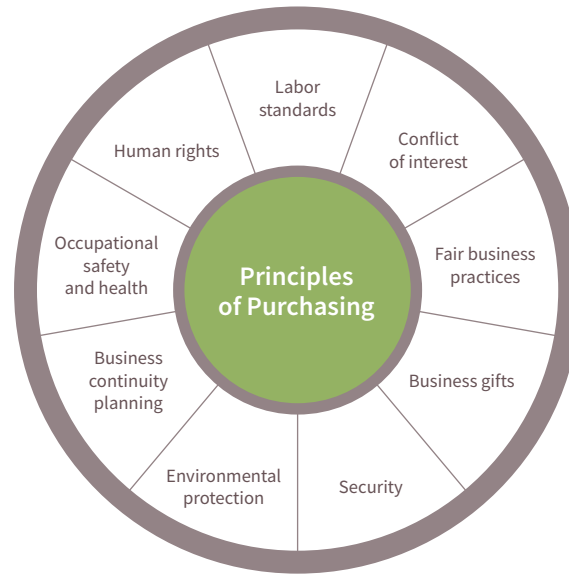 Labor
standards
Conflict
of interest
Fair business
practices
Business gifts
Security
Environmental
protection
Business
continuity
planning
Occupational
safety
and health
Human rights
Principles
of Purchasing